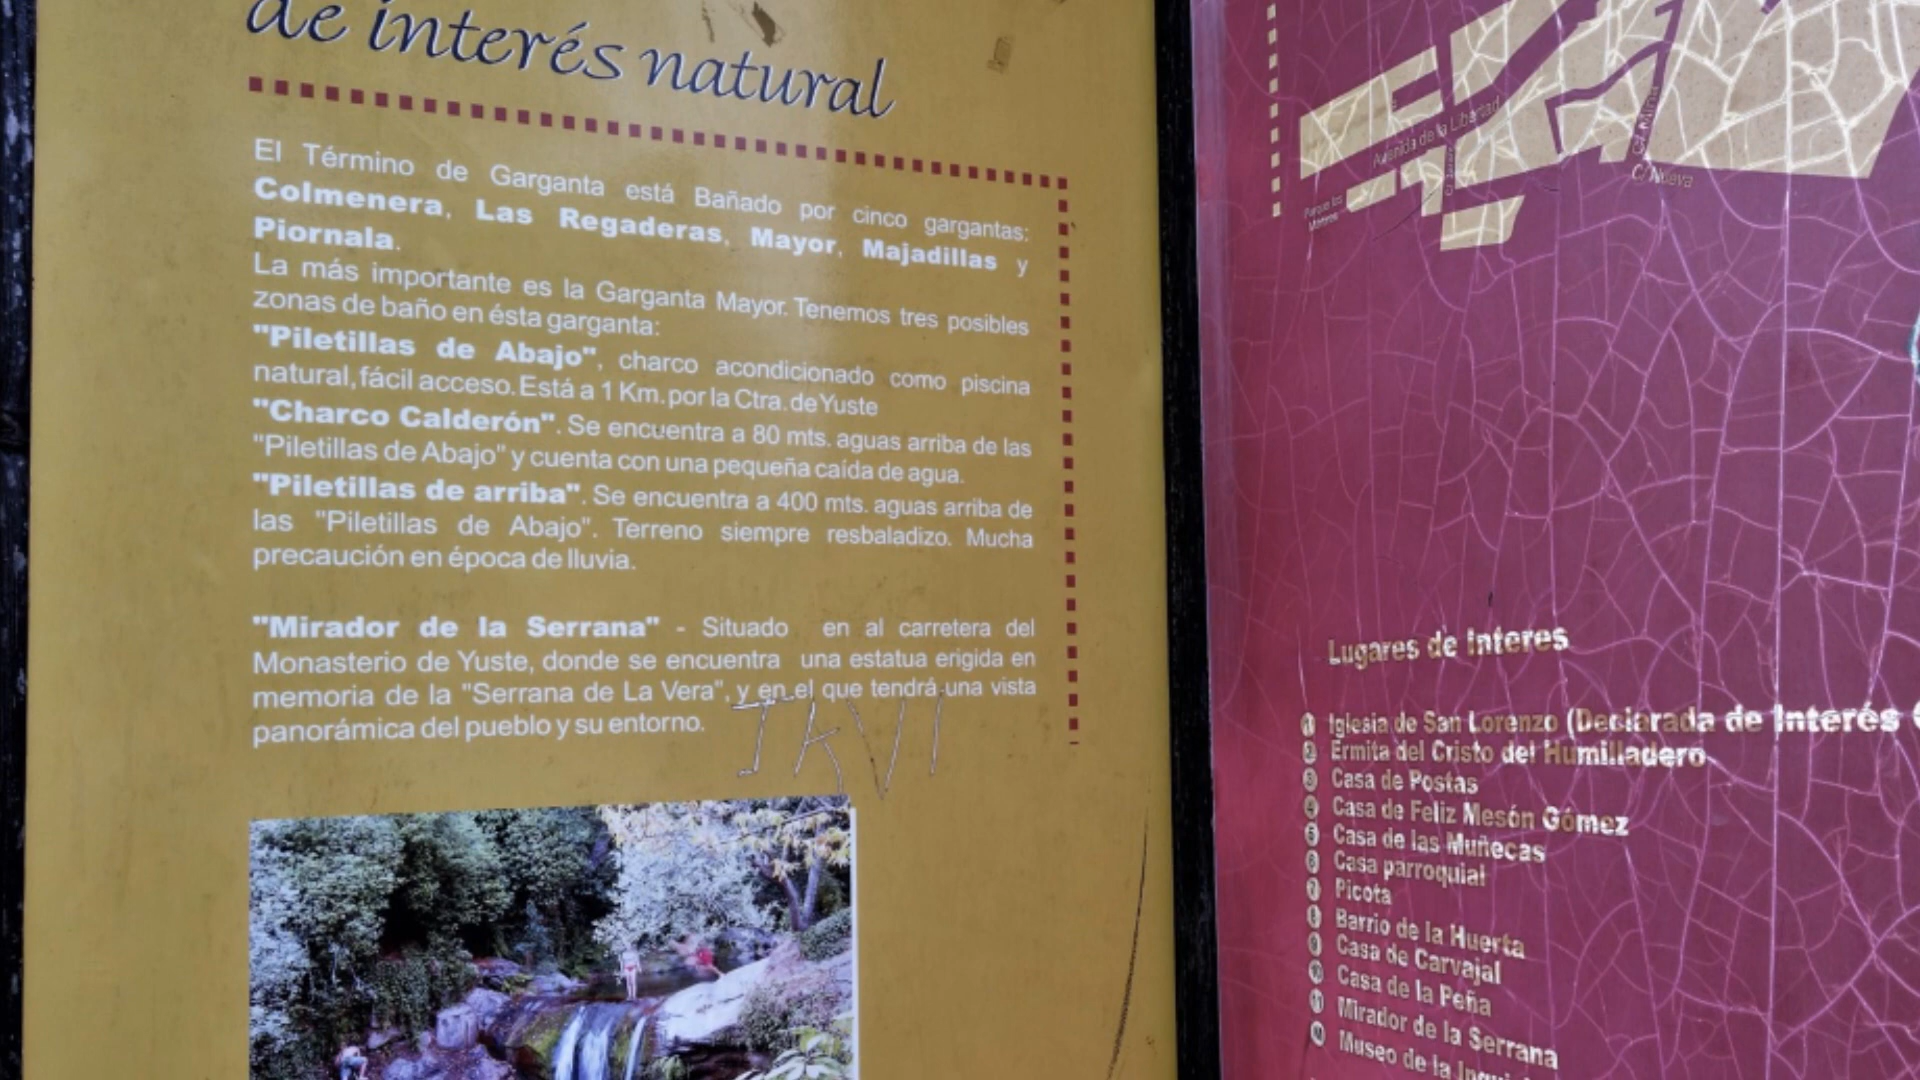 de interés natural
El Término de Garganta está Bañado por cinco gargantas:
Colmenera, Las Regaderas, Mayor, Majadillas y
Piornala.
La más importante es la Garganta Mayor. Tenemos tres posibles
zonas de baño en ésta garganta:
"Piletillas de Abajo", charco acondicionado como piscina
natural, fácil acceso. Está a 1 Km. por la Ctra. de Yuste
"Charco Calderón". Se encuentra a 80 mts. aguas arriba de las
"Piletillas de Abajo" y cuenta con una pequeña caída de agua.
"Piletillas de arriba". Se encuentra a 400 mts. aguas arriba de
las "Piletillas de Abajo". Terreno siempre resbaladizo. Mucha
precaución en época de lluvia.
"Mirador de la Serrana" - Situado en al carretera del
Monasterio de Yuste, donde se encuentra una estatua erigida en
memoria de la "Serrana de La Vera", y en el que tendrá una vista
panorámica del pueblo y su entorno.
JAVI
Avenida de la Libertad
C/ Nueva
Lugares de Interes
1 Iglesia de San Lorenzo (Declarada de Interés
2 Ermita del Cristo del Humilladero
3 Casa de Postas
4 Casa de Feliz Mesón Gómez
5 Casa de las Muñecas
6 Casa parroquial
7 Picota
8 Barrio de la Huerta
9 Casa de Carvajal
10 Casa de la Peña
11 Mirador de la Serrana
Museo de la